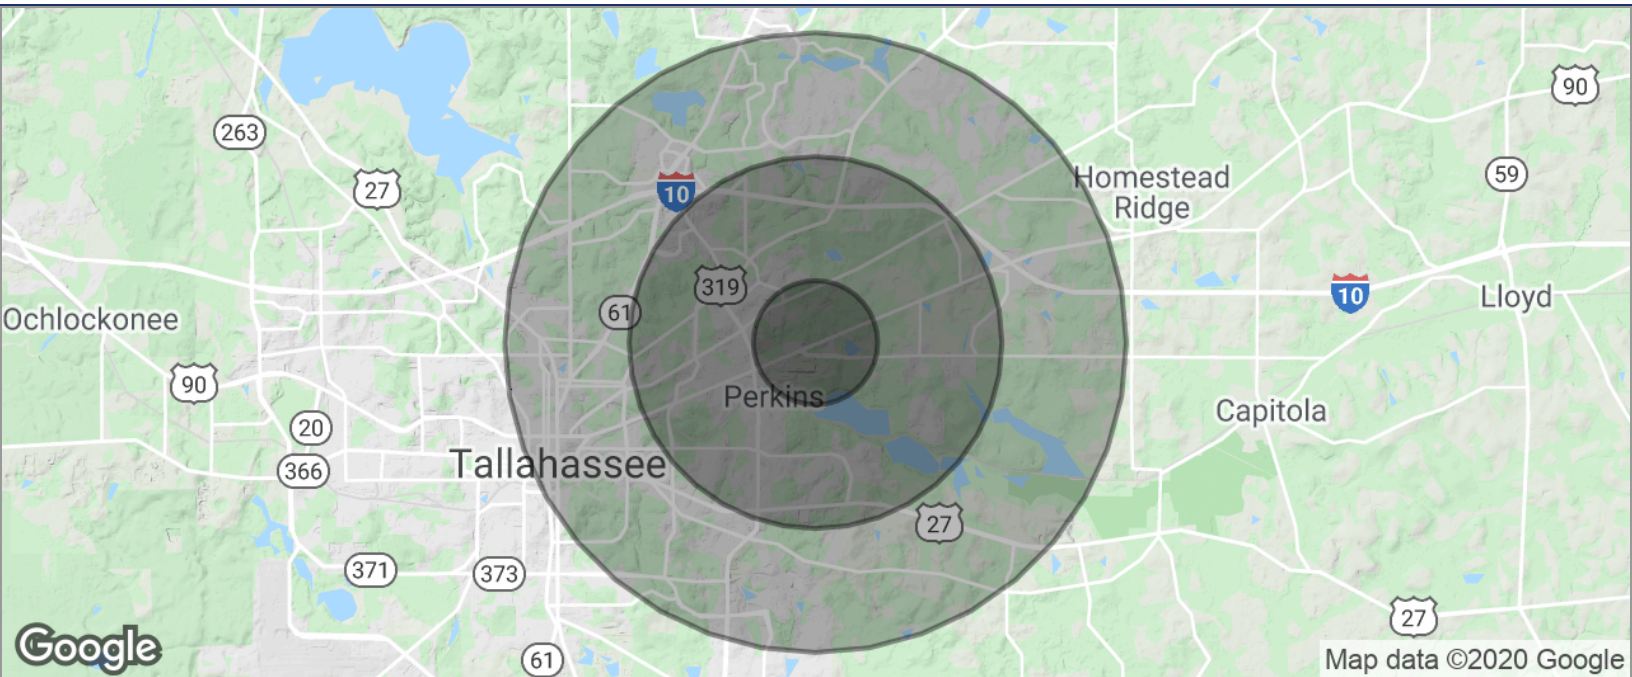 90
263
27
59
10
Homestead
Ridge
319
10
Lloyd
61
Ochlockonee
90
Perkins
Capitola
20
Tallahassee
366
27
371
373
27
Google
61
Map data ©2020 Google